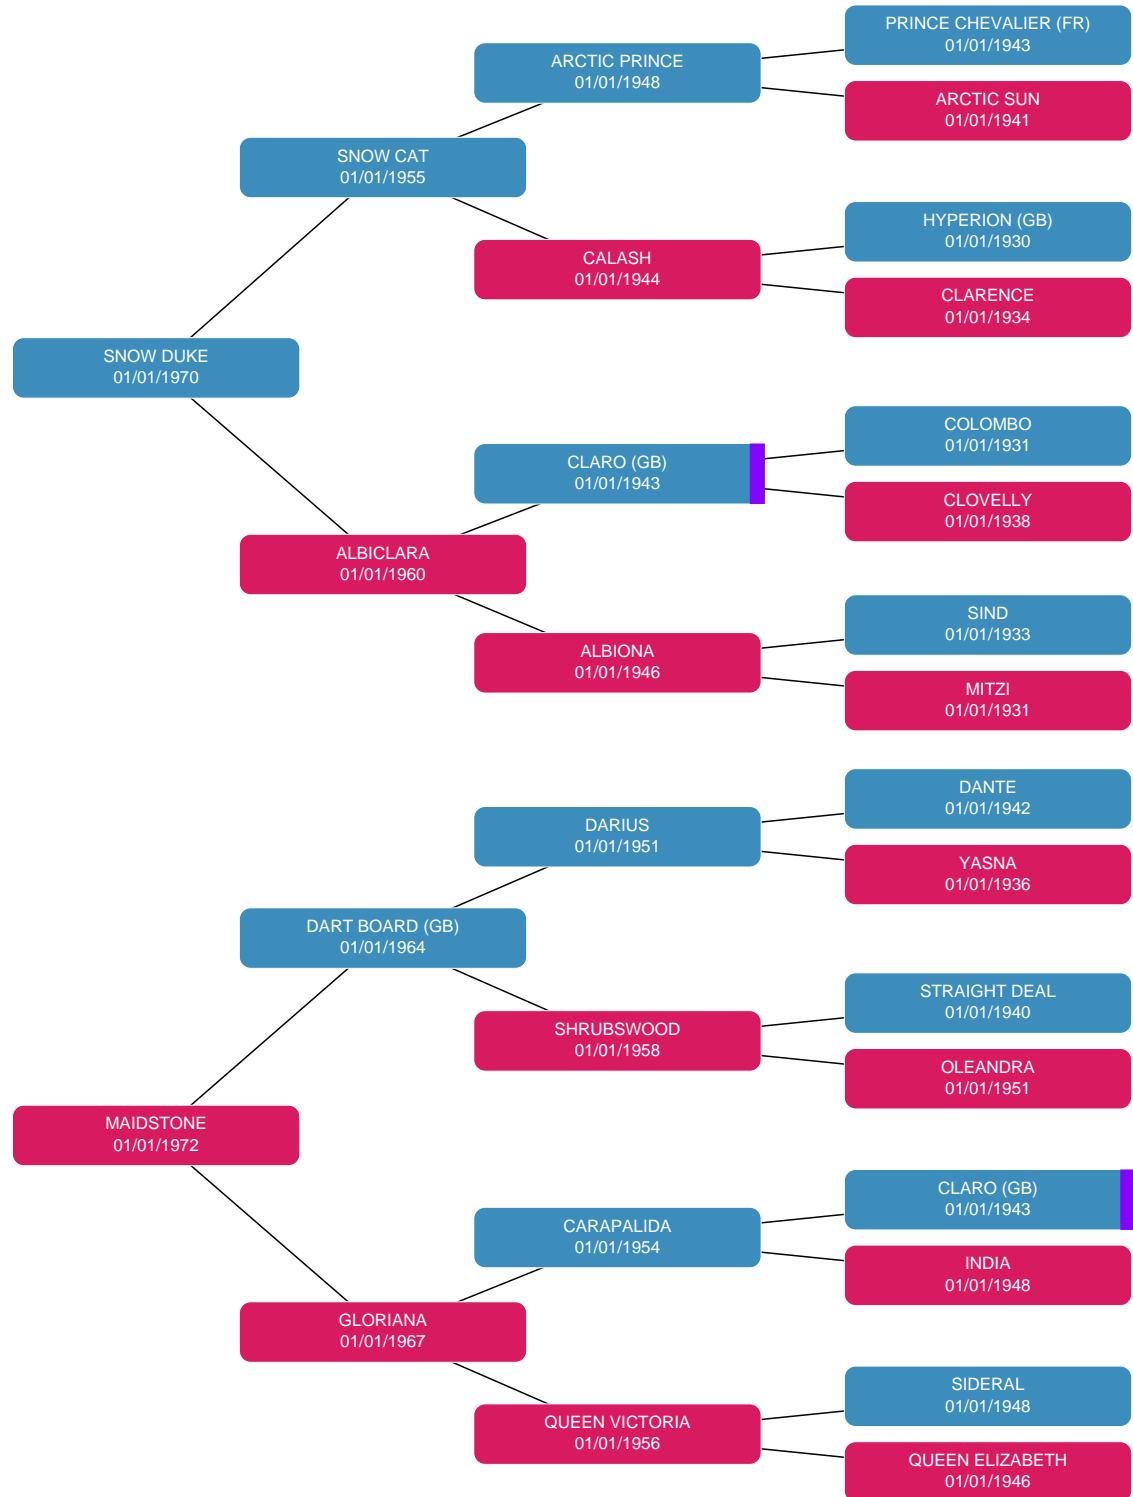 PRINCE CHEVALIER (FR)
01/01/1943
ARCTIC PRINCE
01/01/1948
ARCTIC SUN
01/01/1941
SNOW CAT
01/01/1955
HYPERION (GB)
01/01/1930
CALASH
01/01/1944
CLARENCE
01/01/1934
SNOW DUKE
01/01/1970
COLOMBO
01/01/1931
CLARO (GB)
01/01/1943
CLOVELLY
01/01/1938
ALBICLARA
01/01/1960
SIND
01/01/1933
ALBIONA
01/01/1946
MITZI
01/01/1931
DANTE
01/01/1942
DARIUS
01/01/1951
YASNA
01/01/1936
DART BOARD (GB)
01/01/1964
STRAIGHT DEAL
01/01/1940
SHRUBSWOOD
01/01/1958
OLEANDRA
01/01/1951
MAIDSTONE
01/01/1972
CLARO (GB)
01/01/1943
CARAPALIDA
01/01/1954
INDIA
01/01/1948
GLORIANA
01/01/1967
SIDERAL
01/01/1948
QUEEN VICTORIA
01/01/1956
QUEEN ELIZABETH
01/01/1946